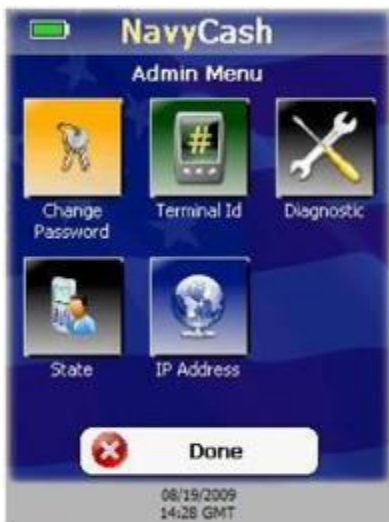 NavyCash
Admin Menu
#
Change
Password
Terminal Id
Diagnostic
State
IP Address
Done
08/19/2009
14:28 GMT